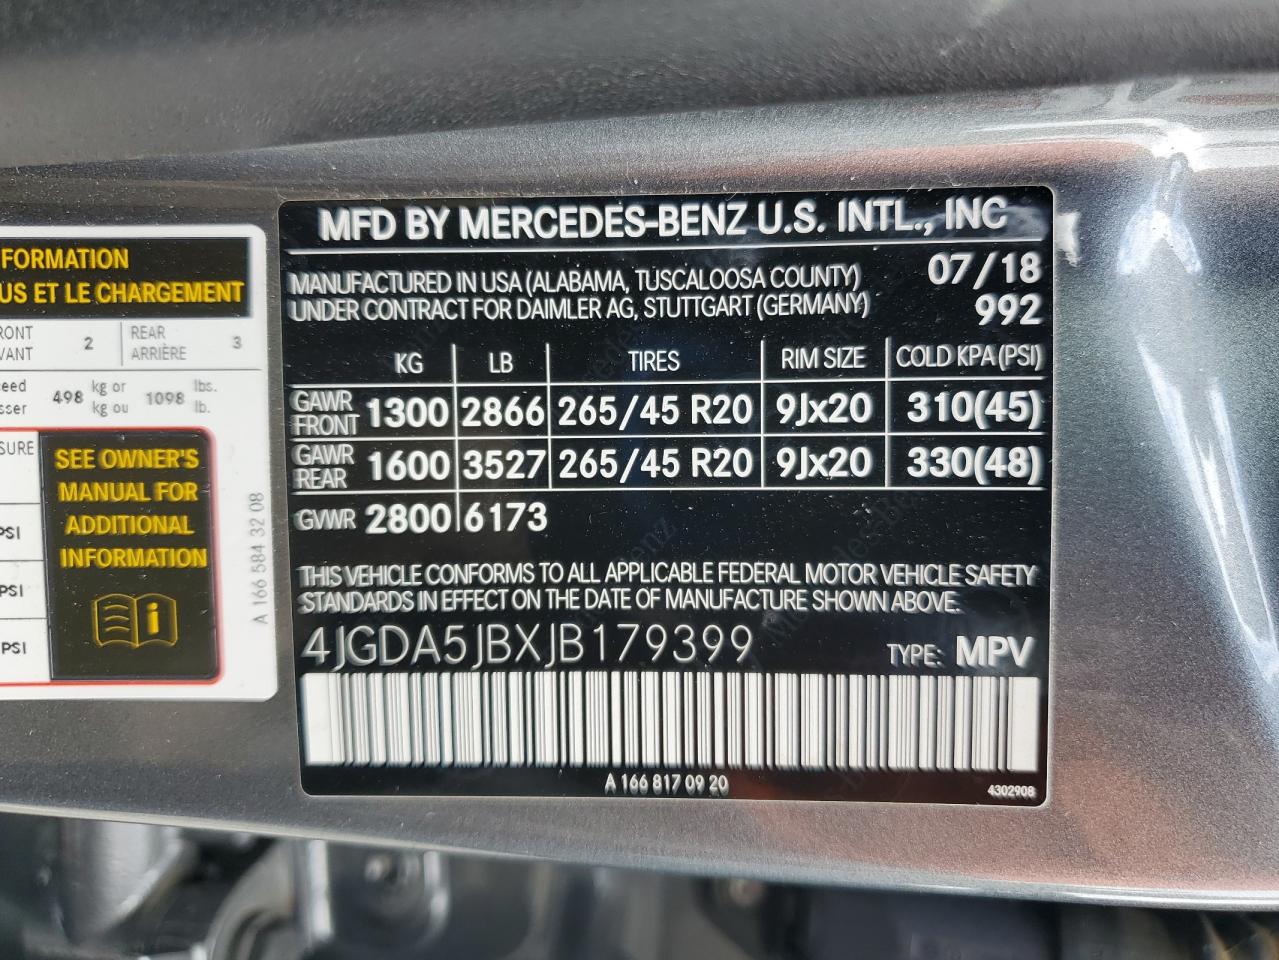 FORMATION
US ET LE CHARGEMENT
RONT
VANT
2
REAR
ARRIÈRE
3
ceed
sser
498
kg or
kg ou
1098
lbs.
lb.
SURE
PSI
PSI
PSI
SEE OWNER'S
MANUAL FOR
ADDITIONAL
INFORMATION
A 166 584 32 08
MFD BY MERCEDES-BENZ U.S. INTL., INC
MANUFACTURED IN USA (ALABAMA, TUSCALOOSA COUNTY) 07/18
UNDER CONTRACT FOR DAIMLER AG, STUTTGART (GERMANY) 992
KG LB TIRES RIM SIZE COLD KPA(PSI)
GAWR FRONT 1300 2866 265/45 R20 9Jx20 310(45)
GAWR REAR 1600 3527 265/45 R20 9Jx20 330(48)
GVWR 2800 6173
THIS VEHICLE CONFORMS TO ALL APPLICABLE FEDERAL MOTOR VEHICLE SAFETY
STANDARDS IN EFFECT ON THE DATE OF MANUFACTURE SHOWN ABOVE.
4JGDA5JBXJB179399 TYPE: MPV
A 166 817 09 20
4302908